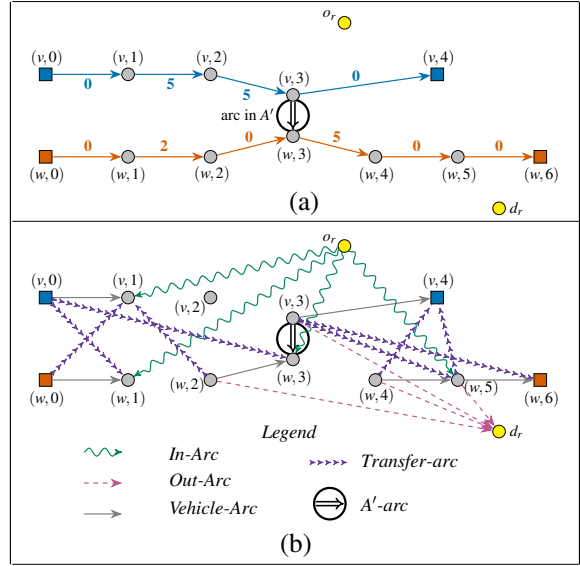 o_r
(v,0) (v,1) (v,2) (v,3) (v,4)
0 5 5 0
arc in A′
0 2 0 5 0 0
(w,0) (w,1) (w,2) (w,3) (w,4) (w,5) (w,6)
(a)
d_r
o_r
(v,0) (v,1) (v,2) (v,3) (v,4)
(w,0) (w,1) (w,2) (w,3) (w,4) (w,5) (w,6)
d_r
Legend
In-Arc Transfer-arc
Out-Arc
Vehicle-Arc A′-arc
(b)